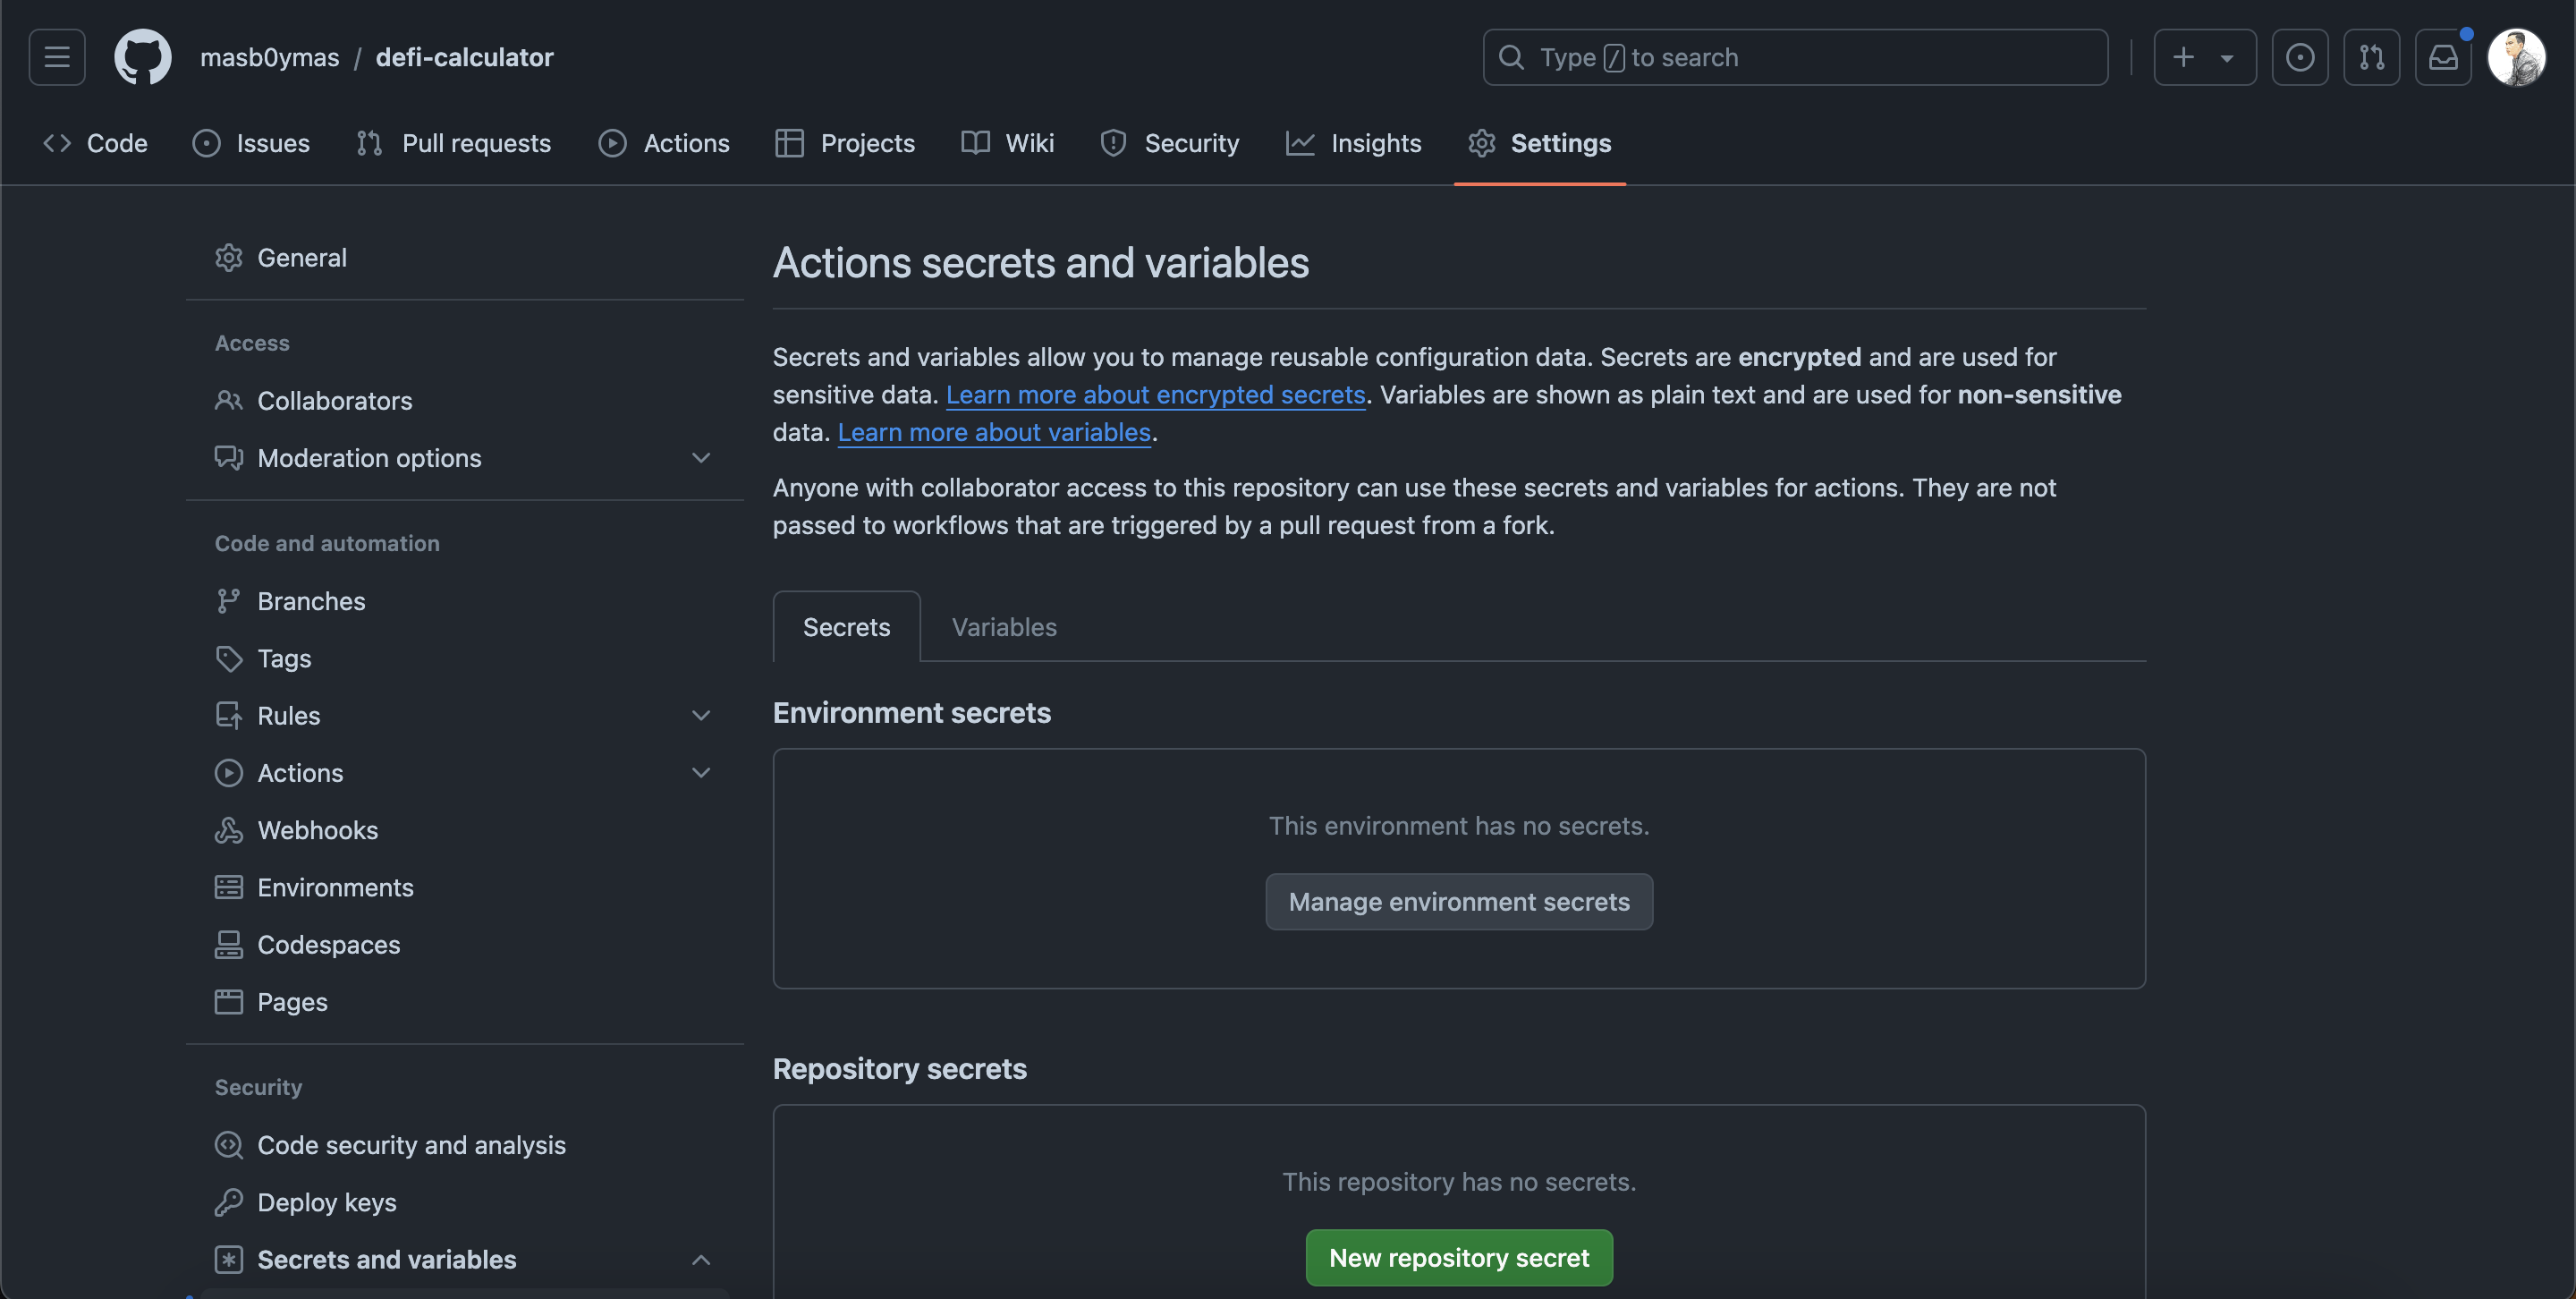 masb0ymas / defi-calculator
Type / to search
Code
Issues
Pull requests
Actions
Projects
Wiki
Security
Insights
Settings
General
Access
Collaborators
Moderation options
Code and automation
Branches
Tags
Rules
Actions
Webhooks
Environments
Codespaces
Pages
Security
Code security and analysis
Deploy keys
Secrets and variables
Actions secrets and variables
Secrets and variables allow you to manage reusable configuration data. Secrets are encrypted and are used for
sensitive data. Learn more about encrypted secrets. Variables are shown as plain text and are used for non-sensitive
data. Learn more about variables.
Anyone with collaborator access to this repository can use these secrets and variables for actions. They are not
passed to workflows that are triggered by a pull request from a fork.
Secrets
Variables
Environment secrets
This environment has no secrets.
Manage environment secrets
Repository secrets
This repository has no secrets.
New repository secret